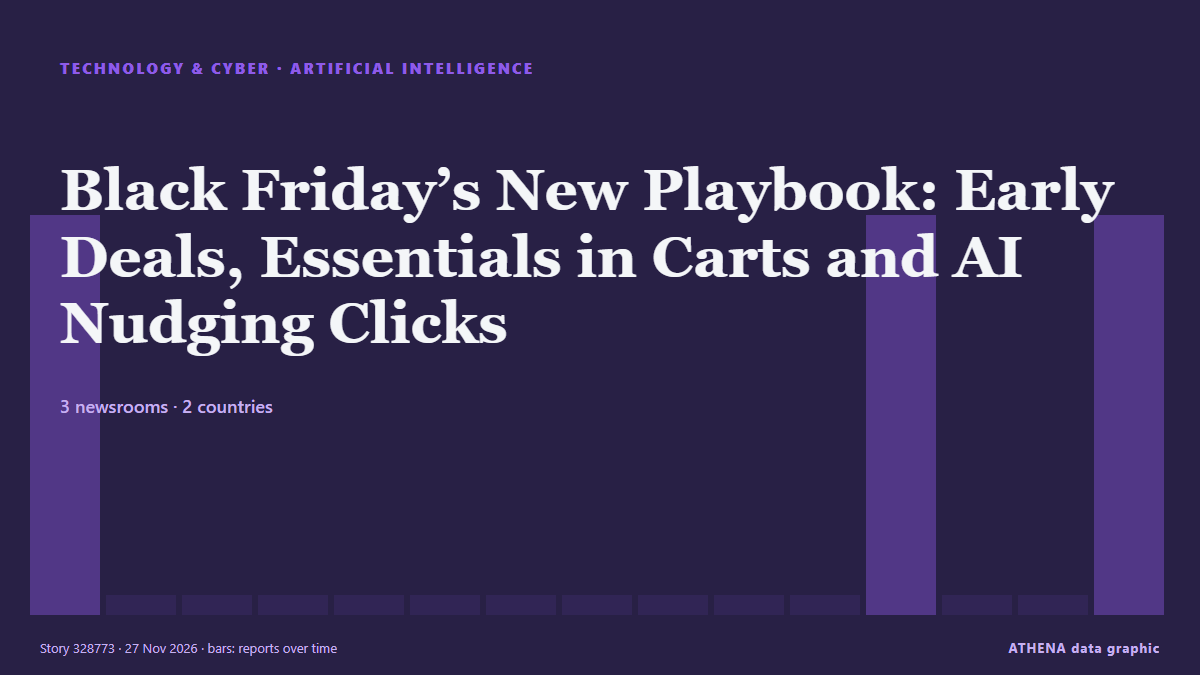 TECHNOLOGY & CYBER · ARTIFICIAL INTELLIGENCE
Black Friday’s New Playbook: Early
Deals, Essentials in Carts and AI
Nudging Clicks
3 newsrooms · 2 countries
Story 328773 · 27 Nov 2026 · bars: reports over time
ATHENA data graphic